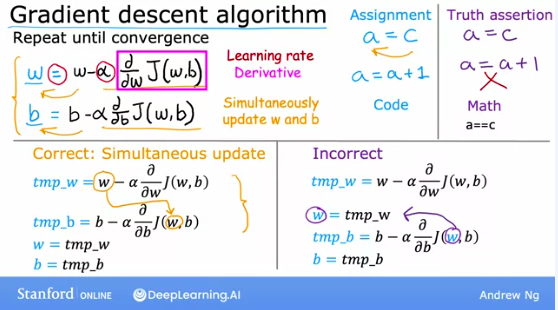 Gradient descent algorithm
Repeat until convergence
w = w-α ∂/∂w J(w,b)
b = b-α ∂/∂b J(w,b)
Learning rate
Derivative
Simultaneously
update w and b
Assignment
a = c
a = a+1
Code
Truth assertion
a = c
a = a+1
Math
a==c
Correct: Simultaneous update
tmp_w = w − α ∂/∂w J(w, b)
tmp_b = b − α ∂/∂b J(w, b)
w = tmp_w
b = tmp_b
Incorrect
tmp_w = w − α ∂/∂w J(w, b)
w = tmp_w
tmp_b = b − α ∂/∂b J(w, b)
b = tmp_b
Stanford ONLINE
DeepLearning.AI
Andrew Ng